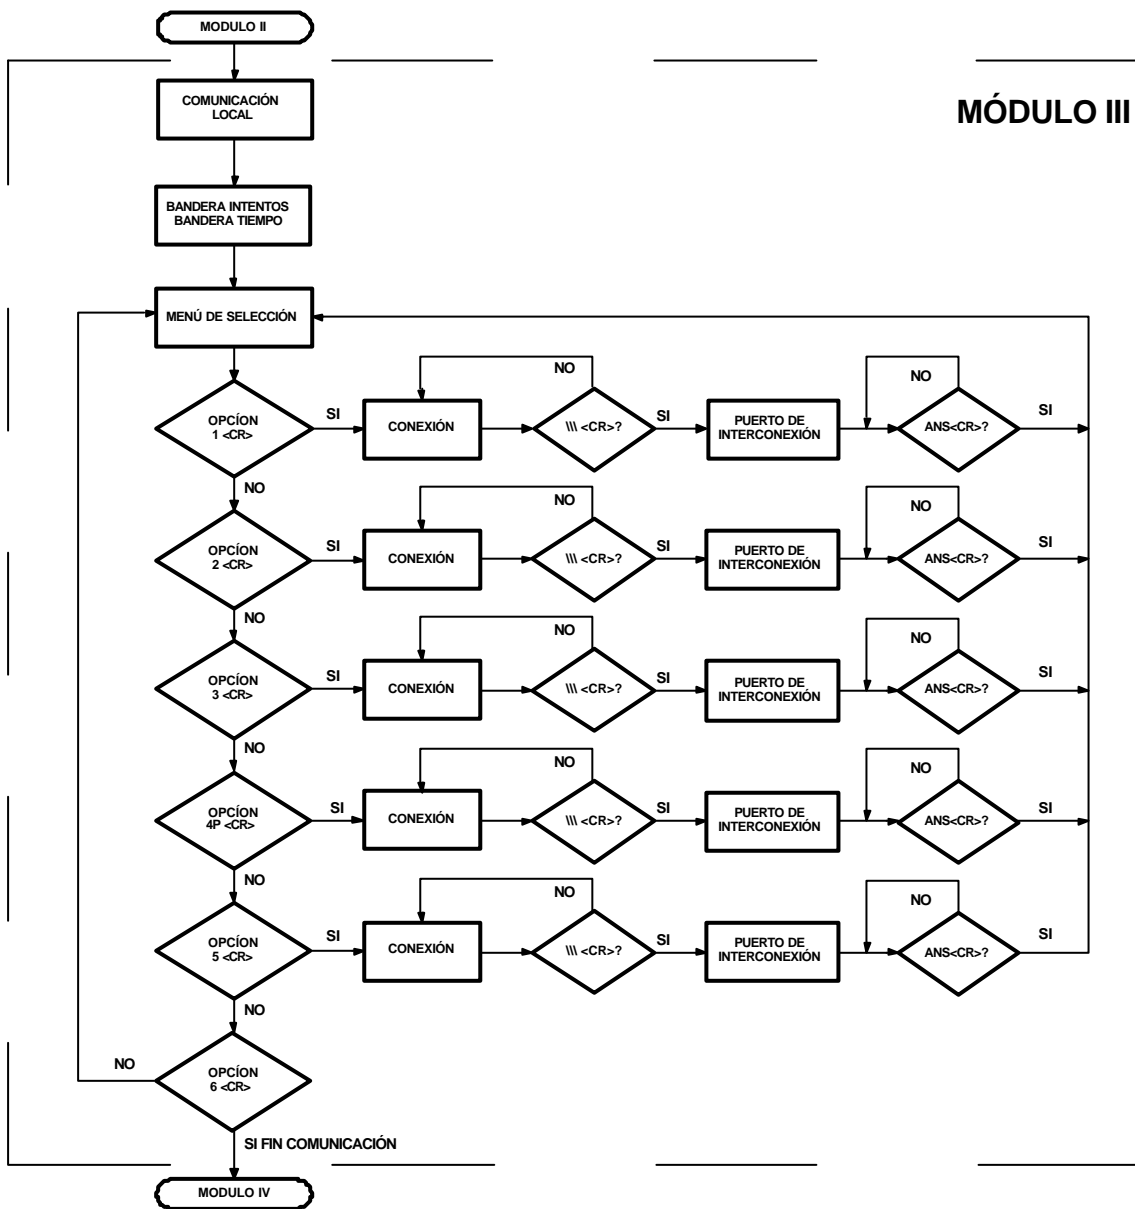 MODULO II
MÓDULO III
COMUNICACIÓN
LOCAL
BANDERA INTENTOS
BANDERA TIEMPO
MENÚ DE SELECCIÓN
OPCÍON
1 <CR>
SI
CONEXIÓN
NO
\\\ <CR>?
SI
PUERTO DE
INTERCONEXIÓN
NO
ANS<CR>?
SI
NO
OPCÍON
2 <CR>
SI
CONEXIÓN
NO
\\\ <CR>?
SI
PUERTO DE
INTERCONEXIÓN
NO
ANS<CR>?
SI
NO
OPCÍON
3 <CR>
SI
CONEXIÓN
NO
\\\ <CR>?
SI
PUERTO DE
INTERCONEXIÓN
NO
ANS<CR>?
SI
NO
OPCÍON
4P <CR>
SI
CONEXIÓN
NO
\\\ <CR>?
SI
PUERTO DE
INTERCONEXIÓN
NO
ANS<CR>?
SI
NO
OPCÍON
5 <CR>
SI
CONEXIÓN
NO
\\\ <CR>?
SI
PUERTO DE
INTERCONEXIÓN
NO
ANS<CR>?
SI
NO
NO
OPCÍON
6 <CR>
SI FIN COMUNICACIÓN
MODULO IV